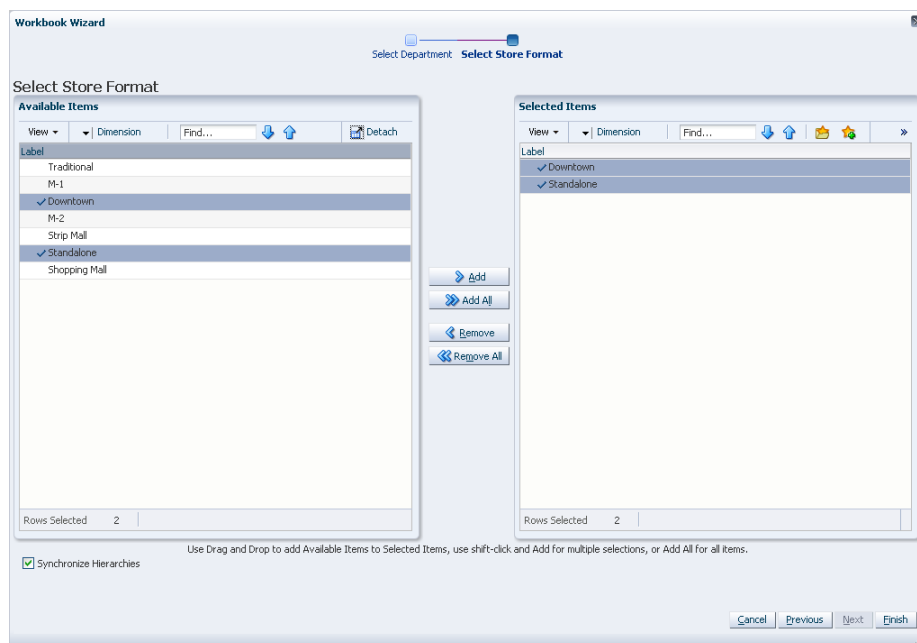 Workbook Wizard
Select Department Select Store Format
Select Store Format
Available Items
View Dimension Find... Detach
Label
Traditional
M-1
Downtown
M-2
Strip Mall
Standalone
Shopping Mall
Rows Selected 2
Add
Add All
Remove
Remove All
Selected Items
View Dimension Find... »
Label
Downtown
Standalone
Rows Selected 2
Use Drag and Drop to add Available Items to Selected Items, use shift-click and Add for multiple selections, or Add All for all items.
Synchronize Hierarchies
Cancel Previous Next Finish